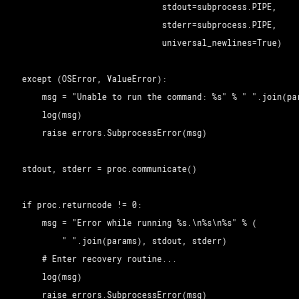 stdout=subprocess.PIPE,
stderr=subprocess.PIPE,
universal_newlines=True)
except (OSError, ValueError):
msg = "Unable to run the command: %s" % " ".join(par
log(msg)
raise errors.SubprocessError(msg)
stdout, stderr = proc.communicate()
if proc.returncode != 0:
msg = "Error while running %s.\n%s\n%s" % (
" ".join(params), stdout, stderr)
# Enter recovery routine...
log(msg)
raise errors.SubprocessError(msg)